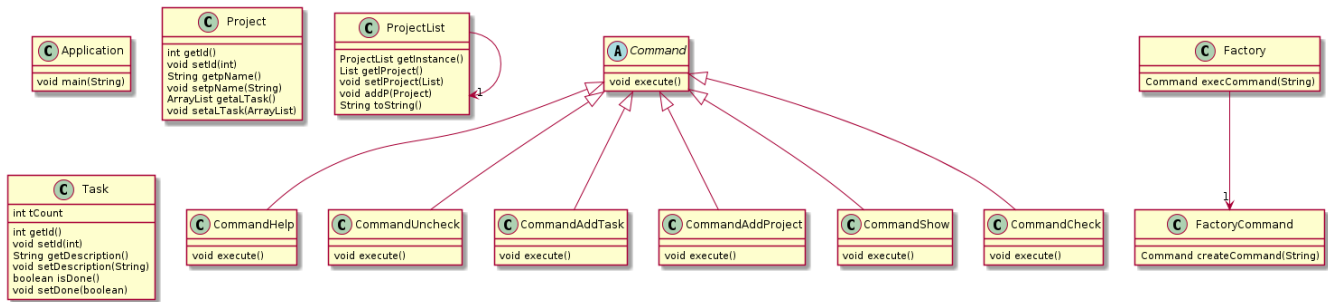 C Application
void main(String)
C Project
int getId()
void setId(int)
String getpName()
void setpName(String)
ArrayList getaLTask()
void setaLTask(ArrayList)
C ProjectList
ProjectList getInstance()
List getlProject()
void setlProject(List)
void addP(Project)
String toString()
1
A Command
void execute()
C Factory
Command execCommand(String)
1
C Task
int tCount
int getId()
void setId(int)
String getDescription()
void setDescription(String)
boolean isDone()
void setDone(boolean)
C CommandHelp
void execute()
C CommandUncheck
void execute()
C CommandAddTask
void execute()
C CommandAddProject
void execute()
C CommandShow
void execute()
C CommandCheck
void execute()
C FactoryCommand
Command createCommand(String)